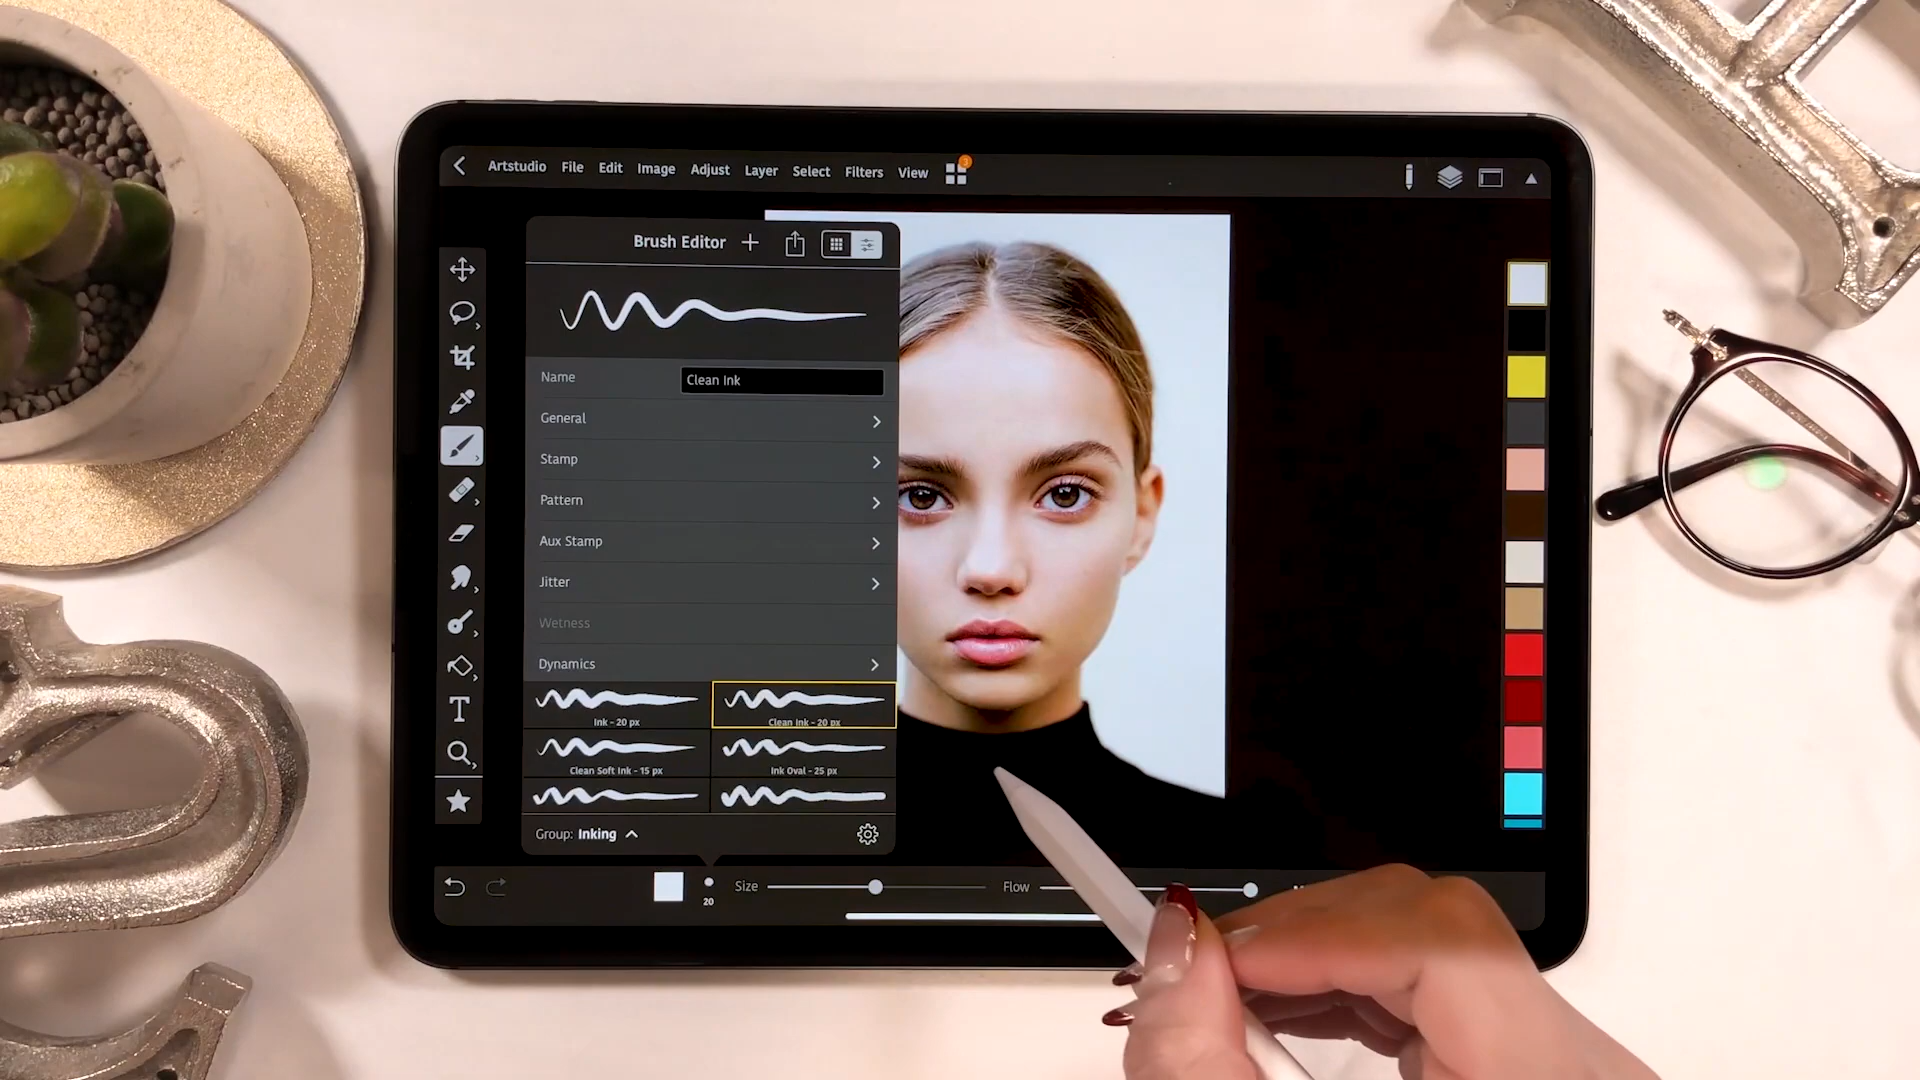 Artstudio File Edit Image Adjust Layer Select Filters View 3
Brush Editor
Name Clean Ink
General
Stamp
Pattern
Aux Stamp
Jitter
Wetness
Dynamics
Ink - 20 px Clean Ink - 20 px
Clean Soft Ink - 15 px Ink Oval - 25 px
Group: Inking
T
20 Size Flow